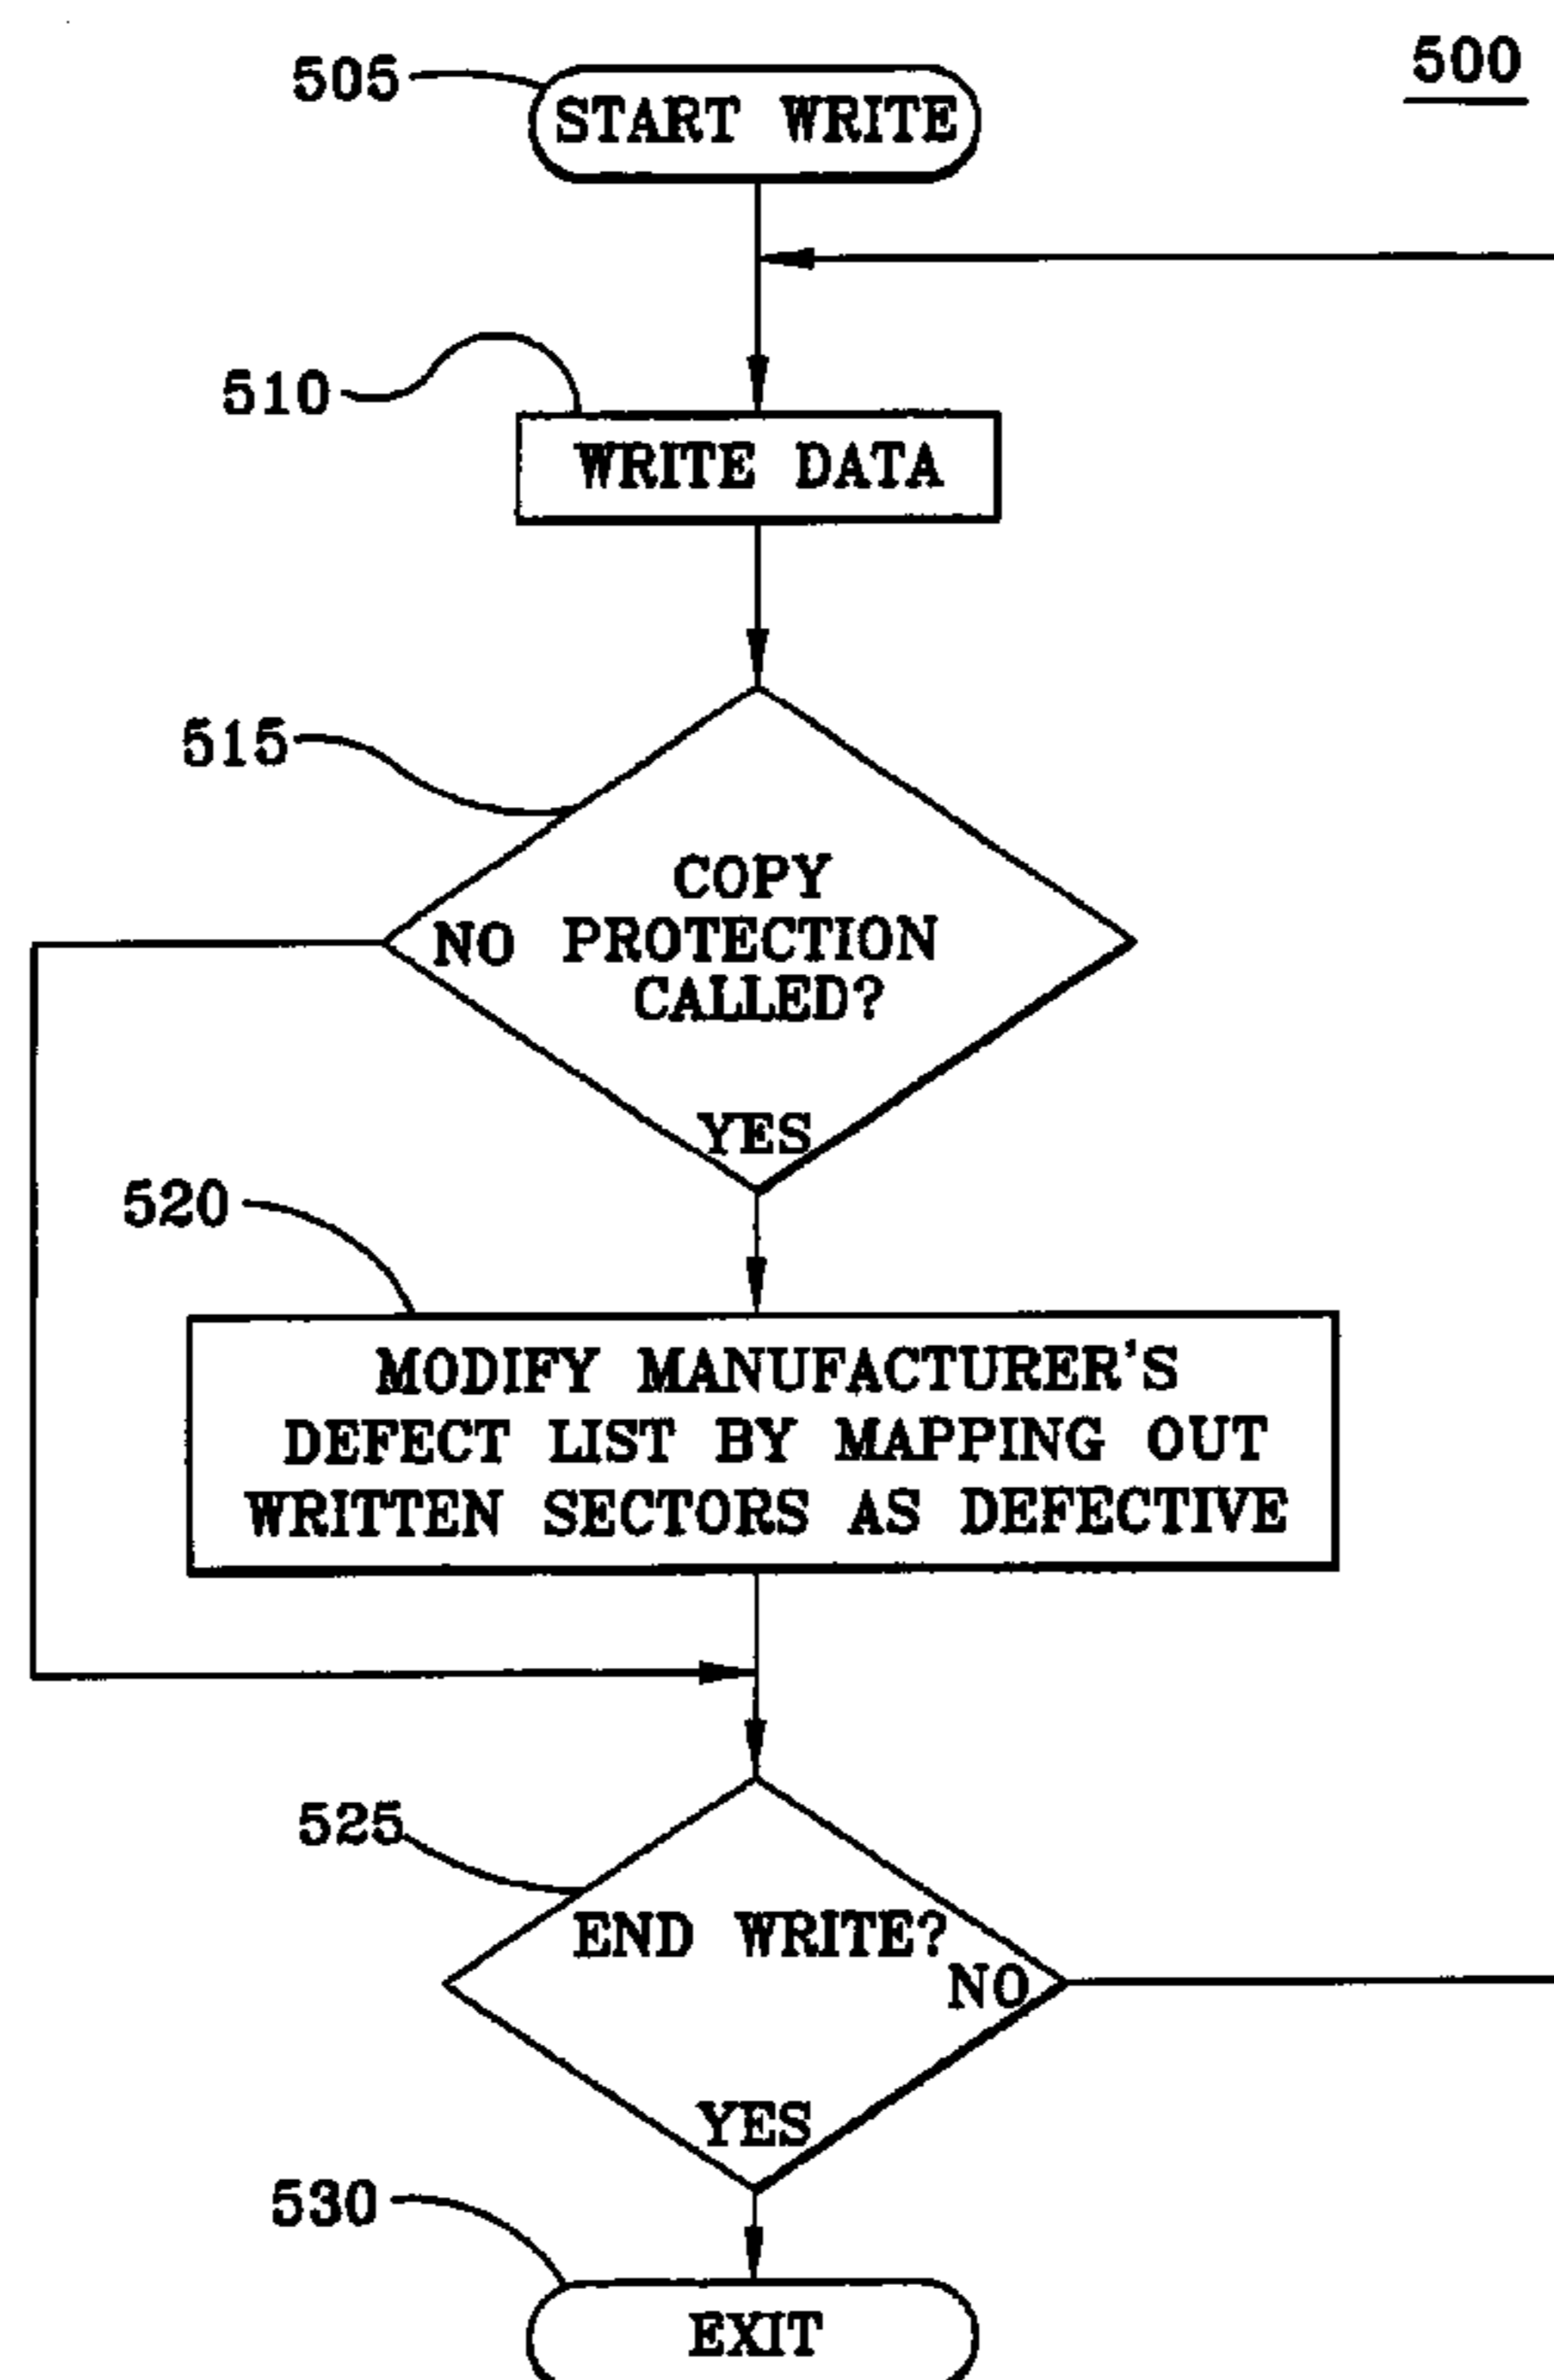 500
505
START WRITE
510
WRITE DATA
515
COPY
NO PROTECTION
CALLED?
YES
520
MODIFY MANUFACTURER'S
DEFECT LIST BY MAPPING OUT
WRITTEN SECTORS AS DEFECTIVE
525
END WRITE?
NO
YES
530
EXIT